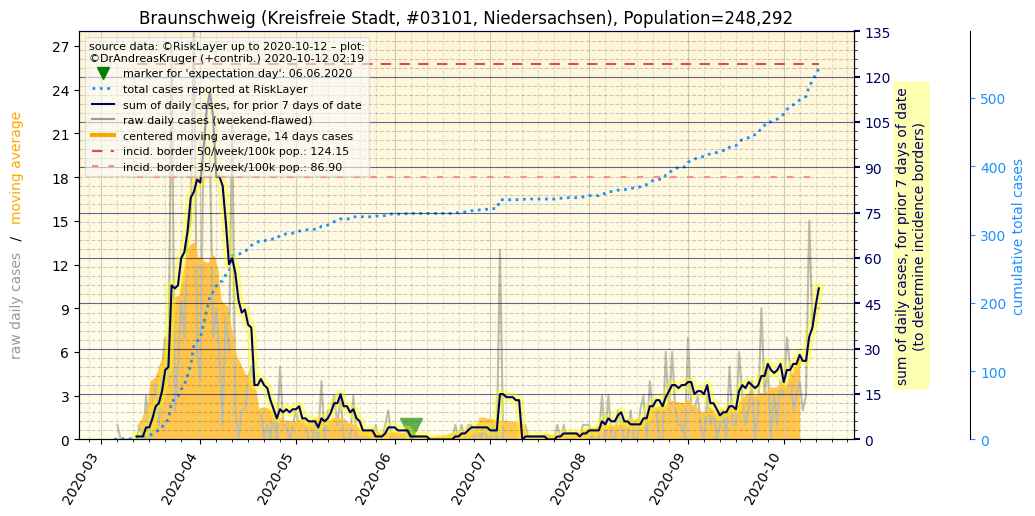 Braunschweig (Kreisfreie Stadt, #03101, Niedersachsen), Population=248,292
source data: ©RiskLayer up to 2020-10-12 – plot:
©DrAndreasKruger (+contrib.) 2020-10-12 02:19
marker for 'expectation day': 06.06.2020
total cases reported at RiskLayer
sum of daily cases, for prior 7 days of date
raw daily cases (weekend-flawed)
centered moving average, 14 days cases
incid. border 50/week/100k pop.: 124.15
incid. border 35/week/100k pop.: 86.90
raw daily cases / moving average
27
24
21
18
15
12
9
6
3
0
135
120
105
90
75
60
45
30
15
0
sum of daily cases, for prior 7 days of date
(to determine incidence borders)
500
400
300
200
100
0
cumulative total cases
2020-03
2020-04
2020-05
2020-06
2020-07
2020-08
2020-09
2020-10